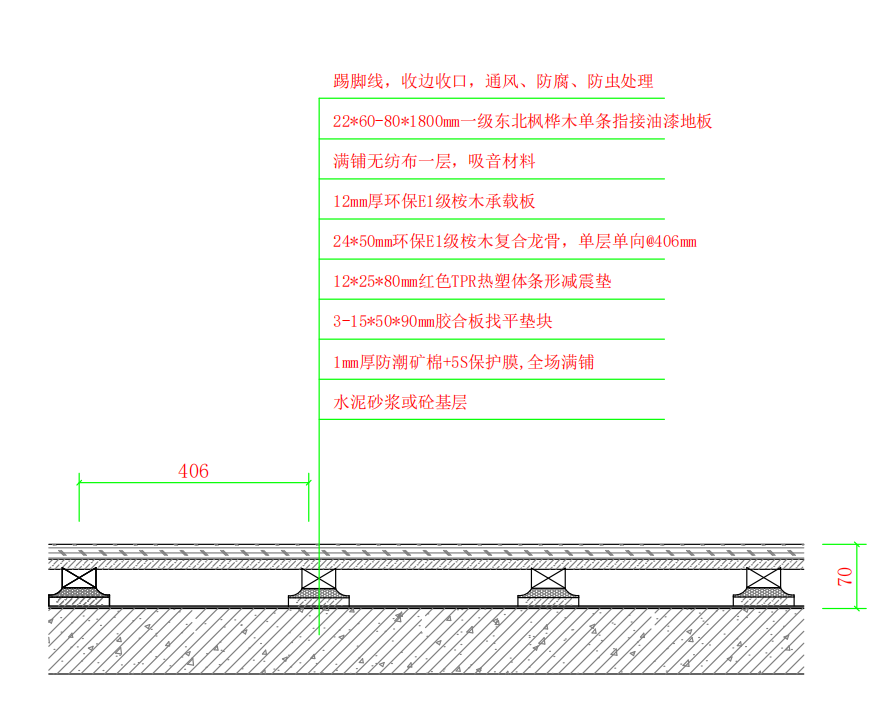 踢脚线，收边收口，通风、防腐、防虫处理
22*60-80*1800mm一级东北枫桦木单条指接油漆地板
满铺无纺布一层，吸音材料
12mm厚环保E1级桉木承载板
24*50mm环保E1级桉木复合龙骨，单层单向@406mm
12*25*80mm红色TPR热塑体条形减震垫
3-15*50*90mm胶合板找平垫块
1mm厚防潮矿棉+5S保护膜,全场满铺
水泥砂浆或砼基层
406
70